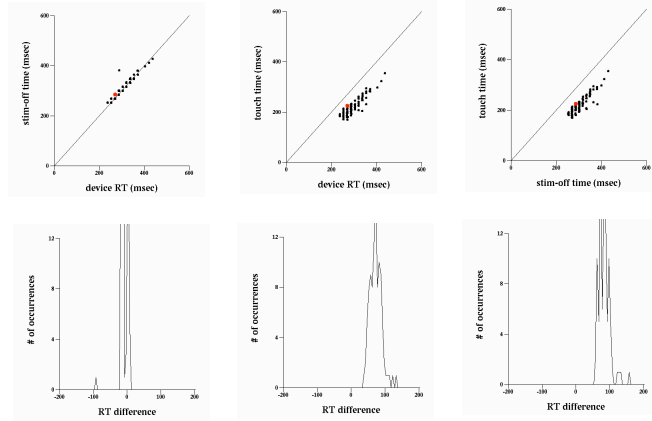 600
400
200
0
stim-off time (msec)
0 200 400 600
device RT (msec)
600
400
200
0
touch time (msec)
0 200 400 600
device RT (msec)
600
400
200
0
touch time (msec)
0 200 400 600
stim-off time (msec)
12
8
4
0
# of occurrences
-200 -100 0 100 200
RT difference
12
8
4
0
# of occurrences
-200 -100 0 100 200
RT difference
12
8
4
0
# of occurrences
-200 -100 0 100 200
RT difference